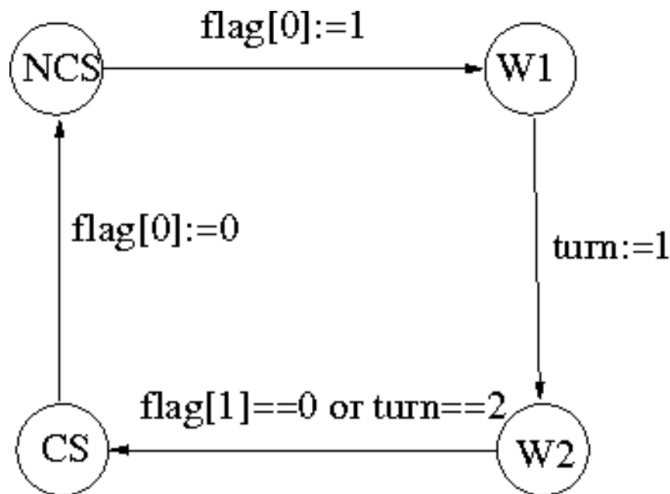 flag[0]:=1
NCS
W1
flag[0]:=0
turn:=1
flag[1]==0 or turn==2
CS
W2